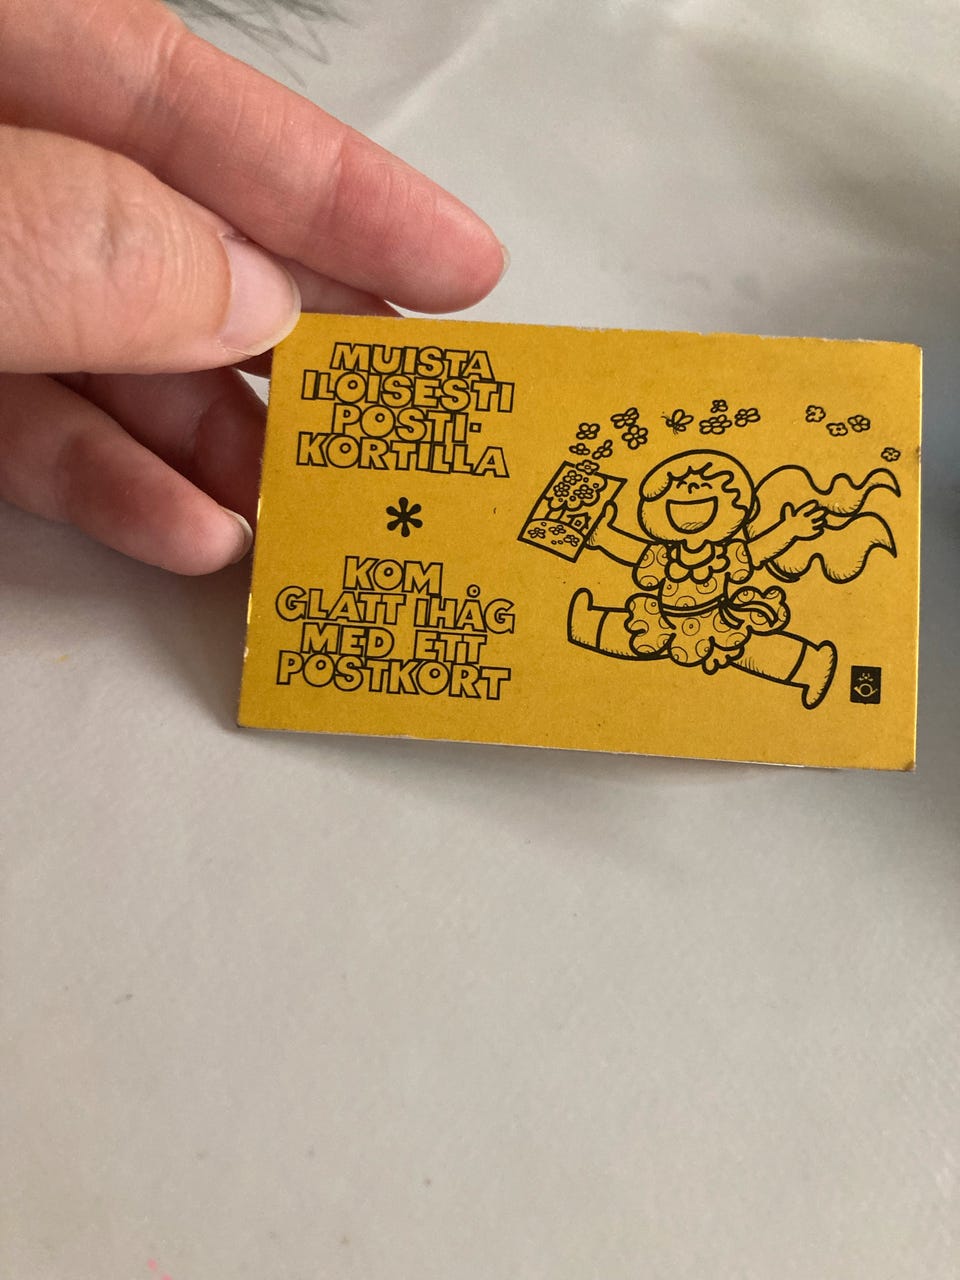 MUISTA
ILOISESTI
POSTI-
KORTILLA
*
KOM
GLATT IHÅG
MED ETT
POSTKORT